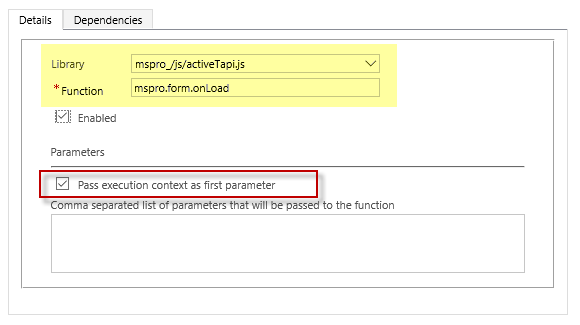 Details Dependencies
Library mspro_/js/activeTapi.js
*Function mspro.form.onLoad
Enabled
Parameters
Pass execution context as first parameter
Comma separated list of parameters that will be passed to the function